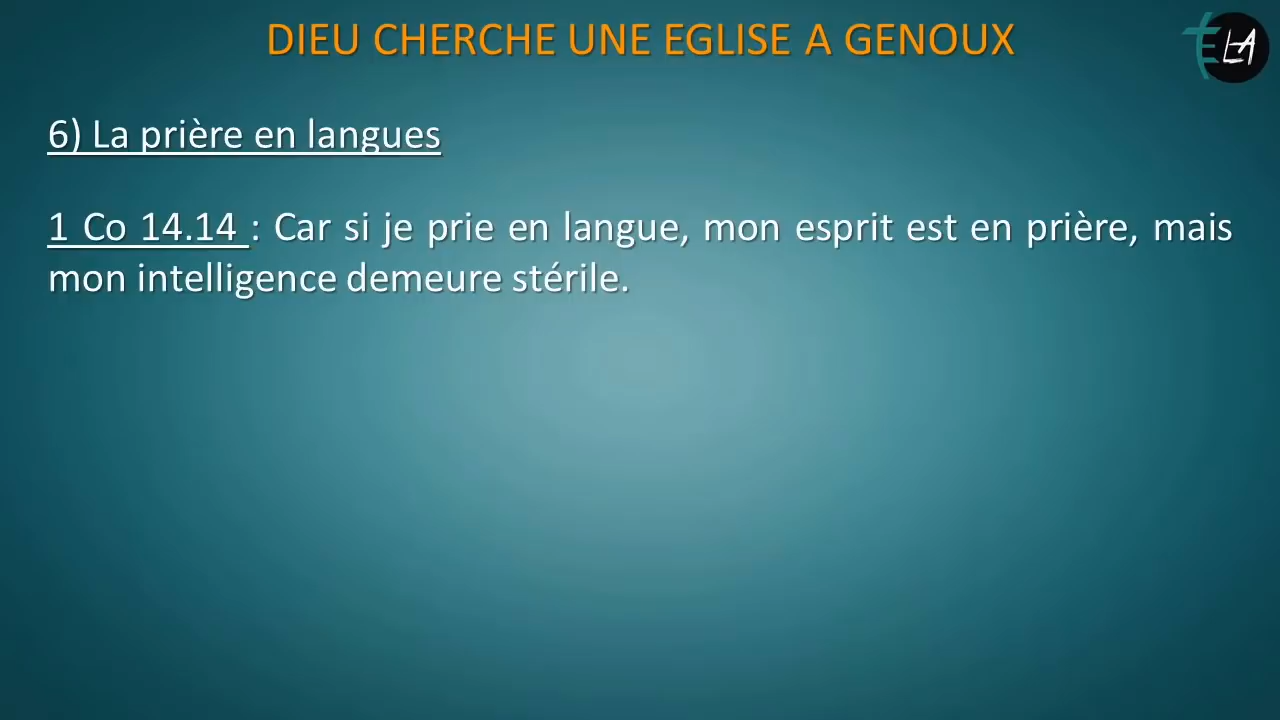 DIEU CHERCHE UNE EGLISE A GENOUX
ELA
6) La prière en langues
1 Co 14.14 : Car si je prie en langue, mon esprit est en prière, mais
mon intelligence demeure stérile.